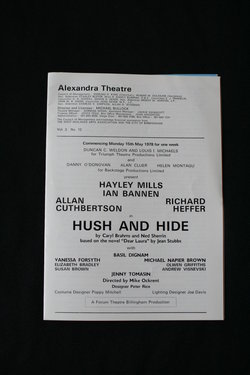 Alexandra Theatre
Director and Licensee: MICHAEL BULLOCK
Vol. 3 No. 10
Commencing Monday 15th May 1978 for one week
DUNCAN C. WELDON AND LOUIS I. MICHAELS
for Triumph Theatre Productions Limited
and
DANNY O'DONOVAN ALAN CLUER HELEN MONTAGU
for Backstage Productions Limited
present
HAYLEY MILLS
IAN BANNEN
ALLAN RICHARD
CUTHBERTSON HEFFER
in
HUSH AND HIDE
by Caryl Brahms and Ned Sherrin
based on the novel "Dear Laura" by Jean Stubbs
with
BASIL DIGNAM
VANESSA FORSYTH MICHAEL NAPIER BROWN
ELIZABETH BRADLEY OLWEN GRIFFITHS
SUSAN BROWN ANDREW VISNEVSKI
JENNY TOMASIN
Directed by Mike Ockrent
Designer Peter Rice
Costume Designer Poppy Mitchell Lighting Designer Joe Davis
A Forum Theatre Billingham Production